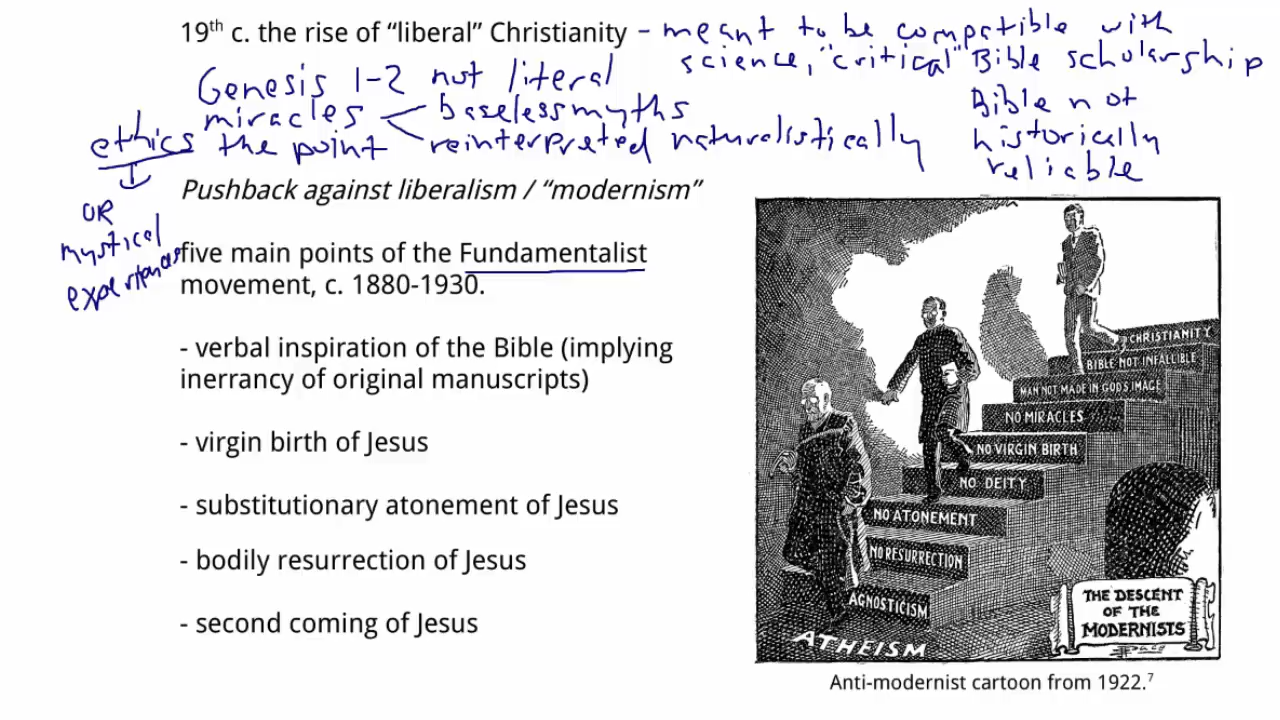 19th c. the rise of “liberal” Christianity - meant to be compatible with
science, "critical" Bible scholarship
Genesis 1-2 not literal
Bible not
historically
reliable
miracles
baseless myths
reinterpreted naturalistically
ethics the point
OR
mystical
experiences
Pushback against liberalism / “modernism”
five main points of the Fundamentalist
movement, c. 1880-1930.
- verbal inspiration of the Bible (implying
inerrancy of original manuscripts)
- virgin birth of Jesus
- substitutionary atonement of Jesus
- bodily resurrection of Jesus
- second coming of Jesus
CHRISTIANITY
BIBLE NOT INFALLIBLE
MAN NOT MADE IN GOD'S IMAGE
NO MIRACLES
NO VIRGIN BIRTH
NO DEITY
NO ATONEMENT
NO RESURRECTION
AGNOSTICISM
ATHEISM
THE DESCENT
OF THE
MODERNISTS
Anti-modernist cartoon from 1922.7